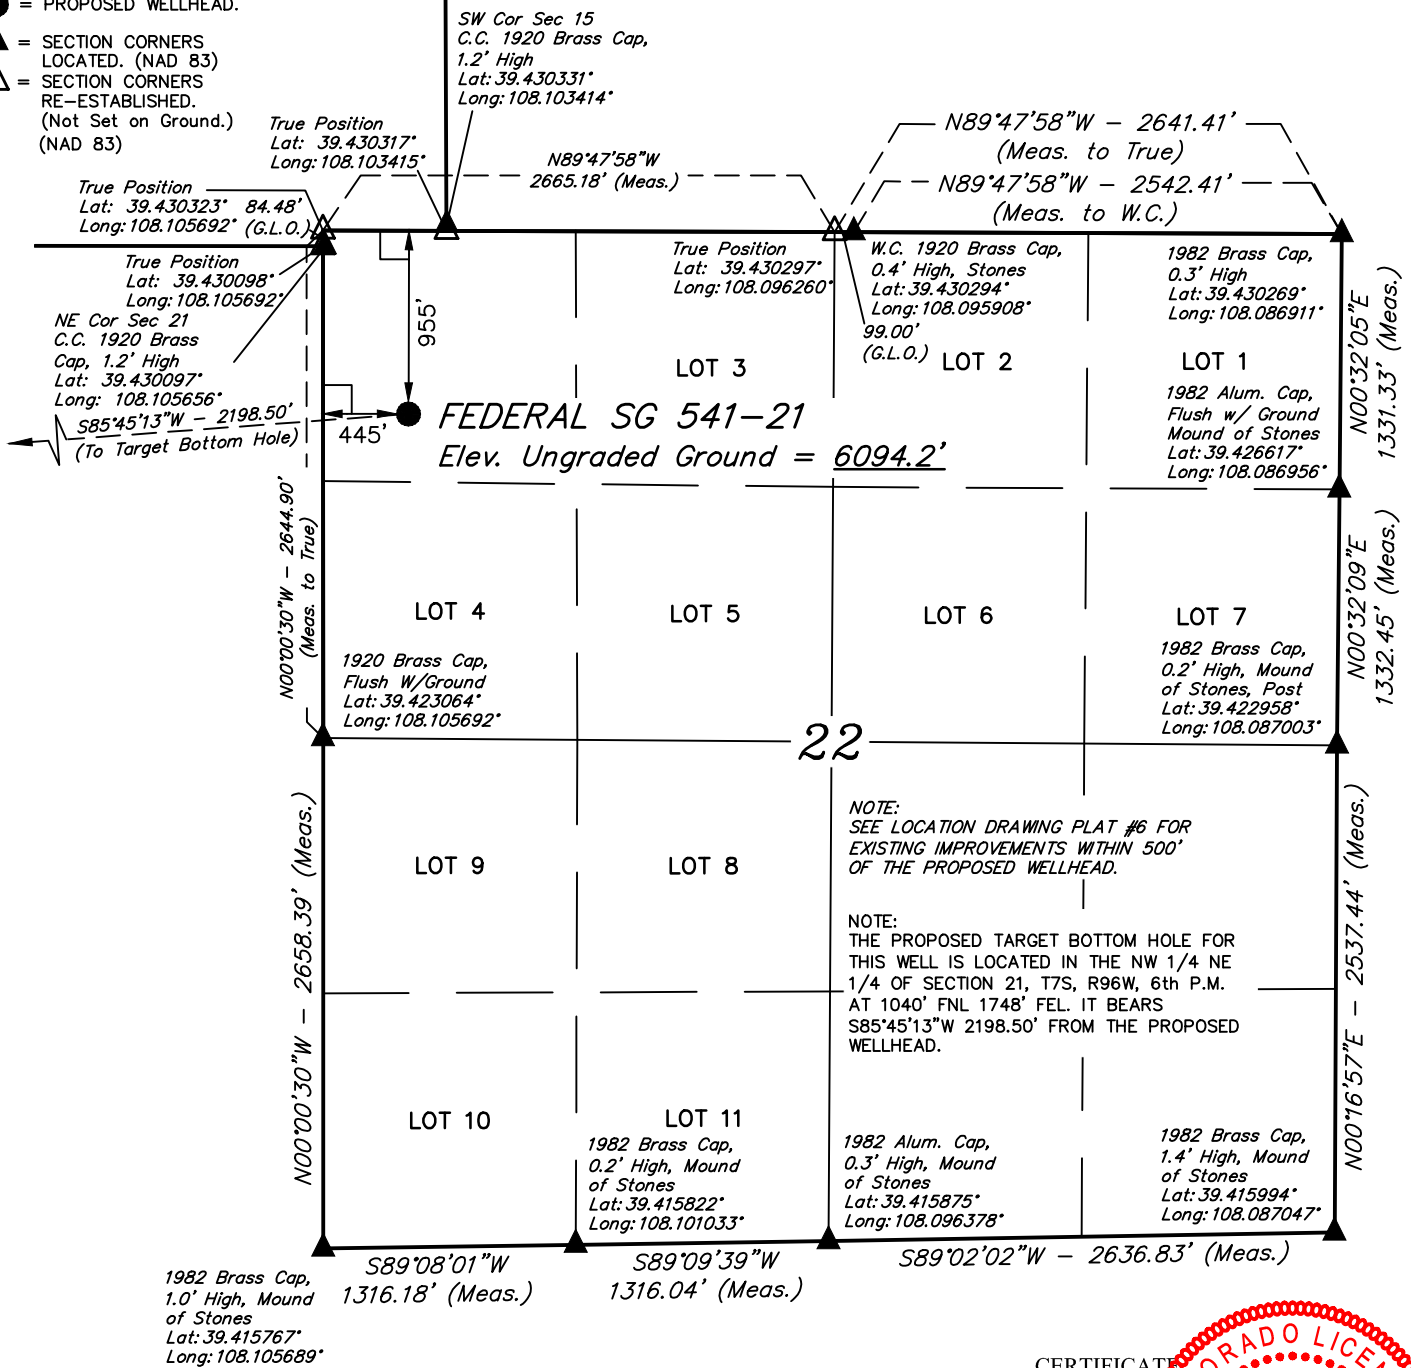 = PROPOSED WELLHEAD.
= SECTION CORNERS
LOCATED. (NAD 83)
= SECTION CORNERS
RE-ESTABLISHED.
(Not Set on Ground.)
(NAD 83)
SW Cor Sec 15
C.C. 1920 Brass Cap,
1.2' High
Lat: 39.430331°
Long: 108.103414°
True Position
Lat: 39.430317°
Long: 108.103415°
N89°47'58"W
2665.18' (Meas.)
N89°47'58"W - 2641.41'
(Meas. to True)
N89°47'58"W - 2542.41'
(Meas. to W.C.)
True Position
Lat: 39.430323°
Long: 108.105692°
84.48'
(G.L.O.)
True Position
Lat: 39.430098°
Long: 108.105692°
NE Cor Sec 21
C.C. 1920 Brass
Cap, 1.2' High
Lat: 39.430097°
Long: 108.105656°
S85°45'13"W - 2198.50'
(To Target Bottom Hole)
955'
445'
True Position
Lat: 39.430297°
Long: 108.096260°
W.C. 1920 Brass Cap,
0.4' High, Stones
Lat: 39.430294°
Long: 108.095908°
99.00'
(G.L.O.)
1982 Brass Cap,
0.3' High
Lat: 39.430269°
Long: 108.086911°
LOT 3
LOT 2
LOT 1
N00°32'05"E
1331.33' (Meas.)
1982 Alum. Cap,
Flush w/ Ground
Mound of Stones
Lat: 39.426617°
Long: 108.086956°
FEDERAL SG 541-21
Elev. Ungraded Ground = 6094.2'
N00°00'30"W - 2644.90'
(Meas. to True)
LOT 4
LOT 5
LOT 6
LOT 7
N00°32'09"E
1332.45' (Meas.)
1920 Brass Cap,
Flush W/Ground
Lat: 39.423064°
Long: 108.105692°
1982 Brass Cap,
0.2' High, Mound
of Stones, Post
Lat: 39.422958°
Long: 108.087003°
22
NOTE:
SEE LOCATION DRAWING PLAT #6 FOR
EXISTING IMPROVEMENTS WITHIN 500'
OF THE PROPOSED WELLHEAD.
LOT 9
LOT 8
NOTE:
THE PROPOSED TARGET BOTTOM HOLE FOR
THIS WELL IS LOCATED IN THE NW 1/4 NE
1/4 OF SECTION 21, T7S, R96W, 6th P.M.
AT 1040' FNL 1748' FEL. IT BEARS
S85°45'13"W 2198.50' FROM THE PROPOSED
WELLHEAD.
N00°00'30"W - 2658.39' (Meas.)
N00°16'57"E - 2537.44' (Meas.)
LOT 10
LOT 11
1982 Brass Cap,
0.2' High, Mound
of Stones
Lat: 39.415822°
Long: 108.101033°
1982 Alum. Cap,
0.3' High, Mound
of Stones
Lat: 39.415875°
Long: 108.096378°
1982 Brass Cap,
1.4' High, Mound
of Stones
Lat: 39.415994°
Long: 108.087047°
S89°08'01"W
1316.18' (Meas.)
S89°09'39"W
1316.04' (Meas.)
S89°02'02"W - 2636.83' (Meas.)
1982 Brass Cap,
1.0' High, Mound
of Stones
Lat: 39.415767°
Long: 108.105689°
CERTIFICATE
ORADO LICEN